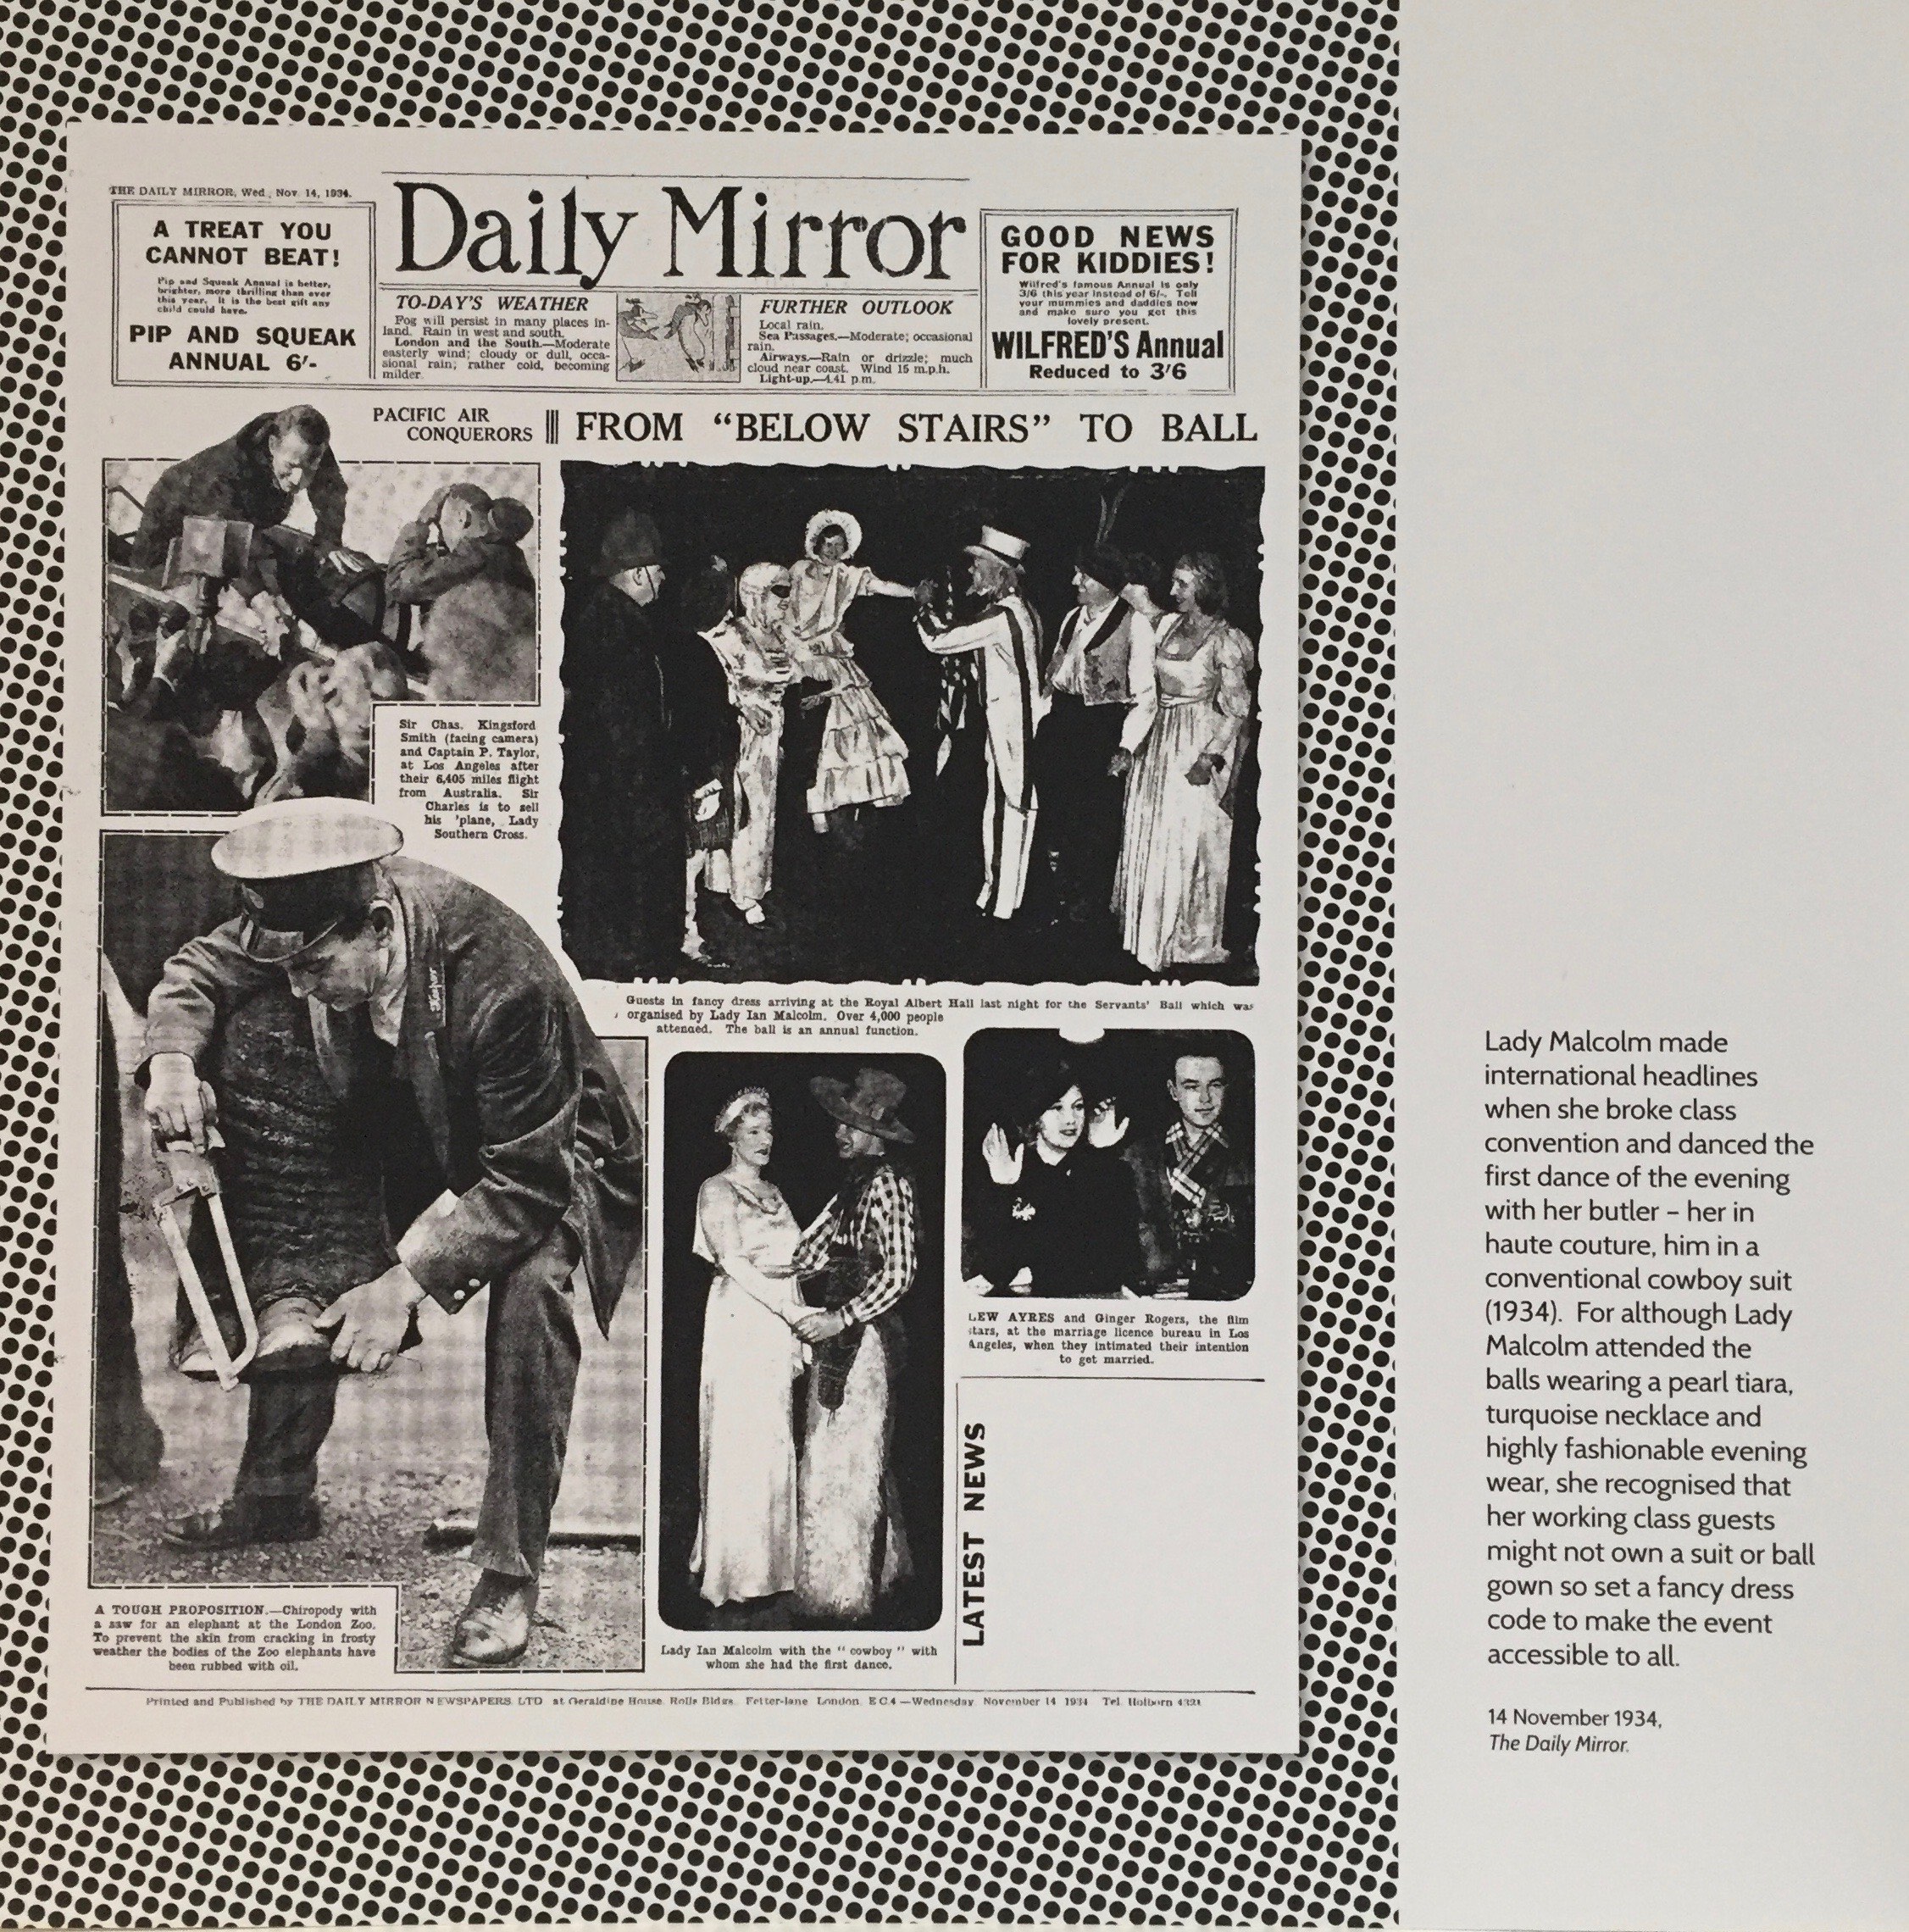 THE DAILY MIRROR, Wed., Nov. 14, 1934.
A TREAT YOU
CANNOT BEAT!
Pip and Squeak Annual is better,
brighter, more thrilling than ever
this year. It is the best gift any
child could have.
PIP AND SQUEAK
ANNUAL 6'-
Daily Mirror
TO-DAY'S WEATHER
Fog will persist in many places in-
land. Rain in west and south.
London and the South.—Moderate
easterly wind; cloudy or dull, occa-
sional rain; rather cold, becoming
milder.
FURTHER OUTLOOK
Local rain.
Sea Passages.—Moderate; occasional
rain.
Airways.—Rain or drizzle; much
cloud near coast. Wind 15 m.p.h.
Light-up.—4.41 p.m.
GOOD NEWS
FOR KIDDIES!
Wilfred's famous Annual is only
3/6 this year instead of 6/-. Tell
your mummies and daddies now
and make sure you get this
lovely present.
WILFRED'S Annual
Reduced to 3'6
PACIFIC AIR
CONQUERORS
FROM "BELOW STAIRS" TO BALL
Sir Chas. Kingsford
Smith (facing camera)
and Captain P. Taylor,
at Los Angeles after
their 6,405 miles flight
from Australia. Sir
Charles is to sell
his 'plane, Lady
Southern Cross.
Guests in fancy dress arriving at the Royal Albert Hall last night for the Servants' Ball which was
organised by Lady Ian Malcolm. Over 4,000 people
attended. The ball is an annual function.
Keeper
LEW AYRES and Ginger Rogers, the film
stars, at the marriage licence bureau in Los
Angeles, when they intimated their intention
to get married.
LATEST NEWS
A TOUGH PROPOSITION.—Chiropody with
a saw for an elephant at the London Zoo.
To prevent the skin from cracking in frosty
weather the bodies of the Zoo elephants have
been rubbed with oil.
Lady Ian Malcolm with the "cowboy" with
whom she had the first dance.
Printed and Published by THE DAILY MIRROR NEWSPAPERS, LTD. at Geraldine House, Rolls Bldgs., Fetter-lane, London, E.C.4—Wednesday, November 14, 1934. Tel. Holborn 4321
Lady Malcolm made
international headlines
when she broke class
convention and danced the
first dance of the evening
with her butler – her in
haute couture, him in a
conventional cowboy suit
(1934). For although Lady
Malcolm attended the
balls wearing a pearl tiara,
turquoise necklace and
highly fashionable evening
wear, she recognised that
her working class guests
might not own a suit or ball
gown so set a fancy dress
code to make the event
accessible to all.
14 November 1934,
The Daily Mirror.